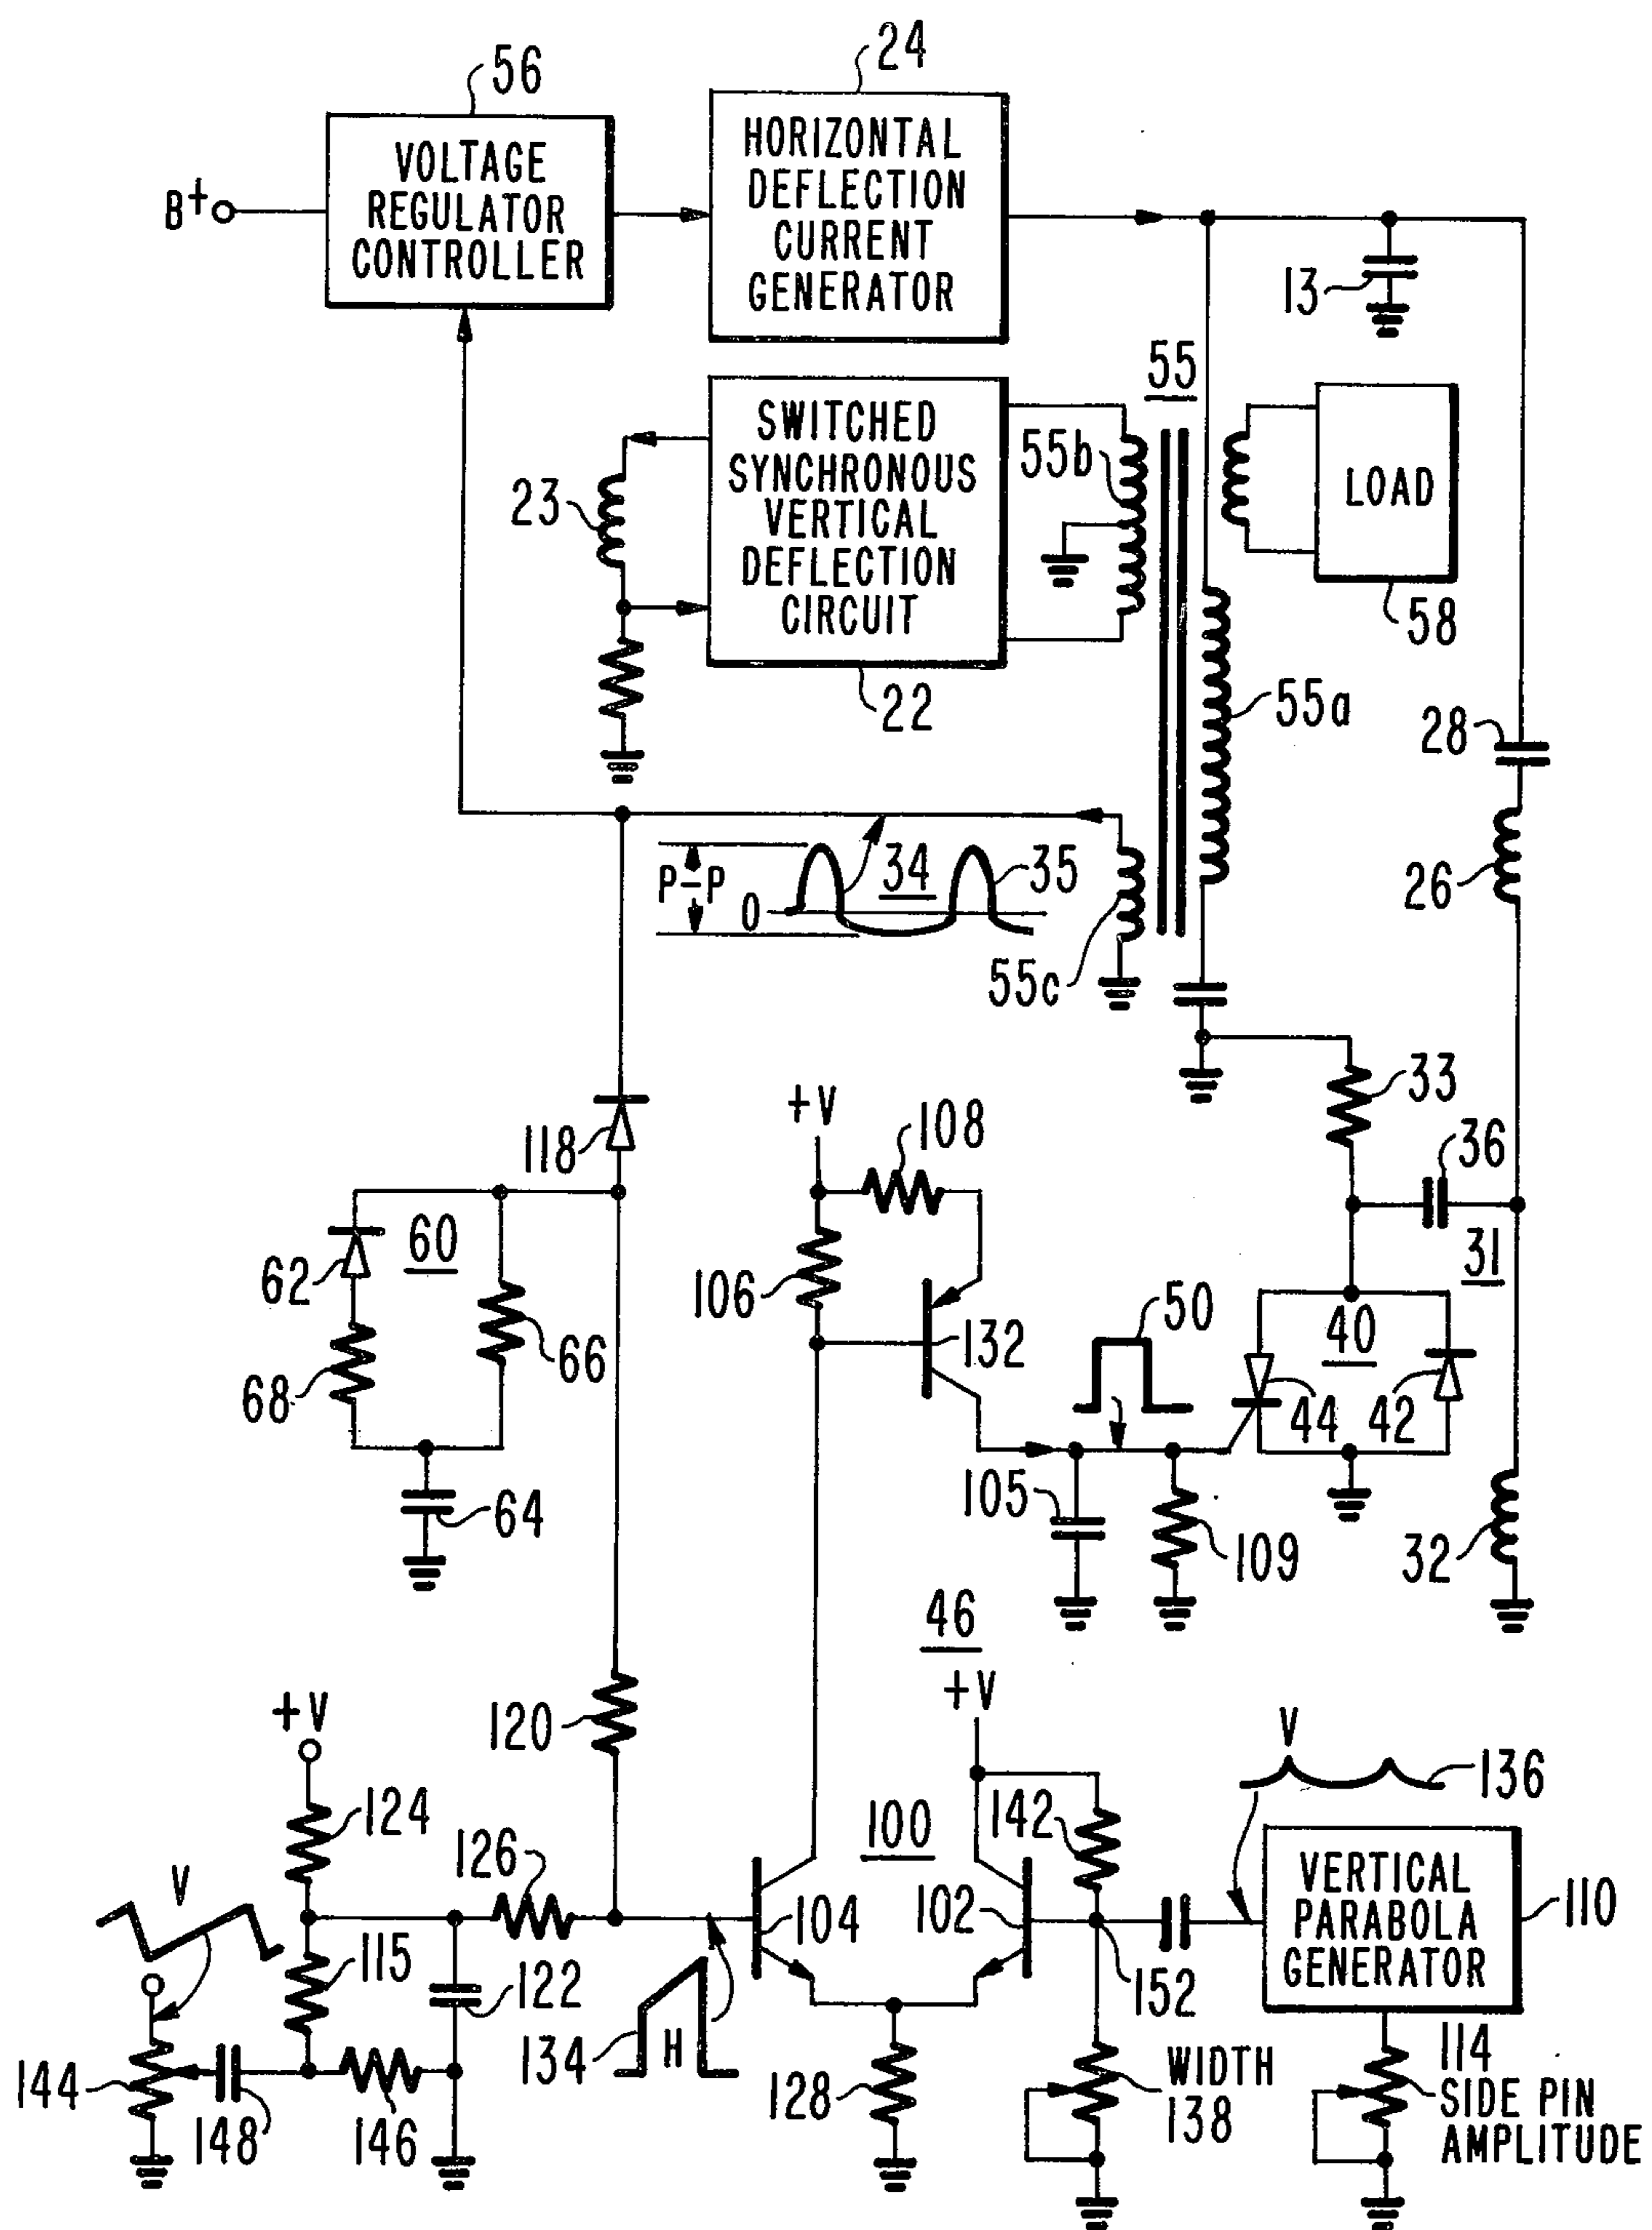 24
56
VOLTAGE
REGULATOR
CONTROLLER
HORIZONTAL
DEFLECTION
CURRENT
GENERATOR
B+
13
55
SWITCHED
SYNCHRONOUS
VERTICAL
DEFLECTION
CIRCUIT
55b
LOAD
23
58
22
55a
28
P-P
0
34
35
26
55c
33
+V
108
118
36
60
62
106
50
31
40
132
66
68
44
42
105
64
109
32
46
+V
120
+V
V
136
124
142
100
126
VERTICAL
PARABOLA
GENERATOR
110
V
104
102
115
122
152
134
H
114
WIDTH
138
SIDE PIN
AMPLITUDE
144
128
148
146